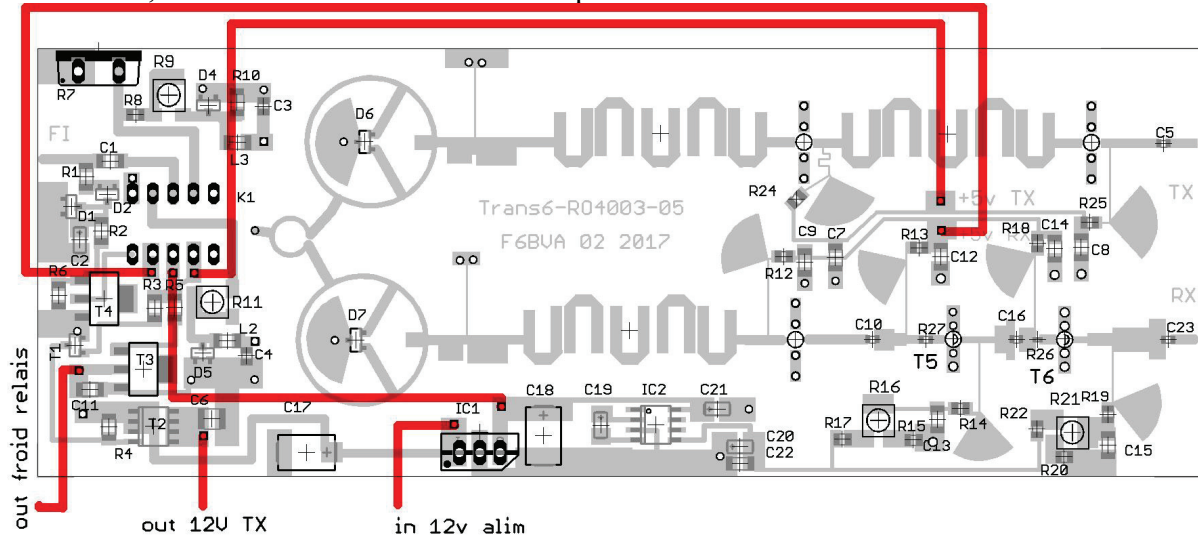 R9
D4
R10
C3
R7
R8
L3
FI
D6
C5
C1
R1
K1
D2
D1
R2
C2
R24
TX
Trans6-RO4003-05
F6BVA 02 2017
+5v TX
+5v RX
R25
R18
C14
C8
R13
C12
C9
C7
R12
R6
R3
R5
R11
T4
RX
D7
L2
T1
T3
D5
C4
C10
R27
T5
C16
R26
T6
C23
C11
C6
T2
R4
C17
IC1
C18
C19
IC2
C21
C20
C22
R16
R17
R15
C13
R14
R22
R21
R19
R20
C15
out froid relais
out 12V TX
in 12v alim